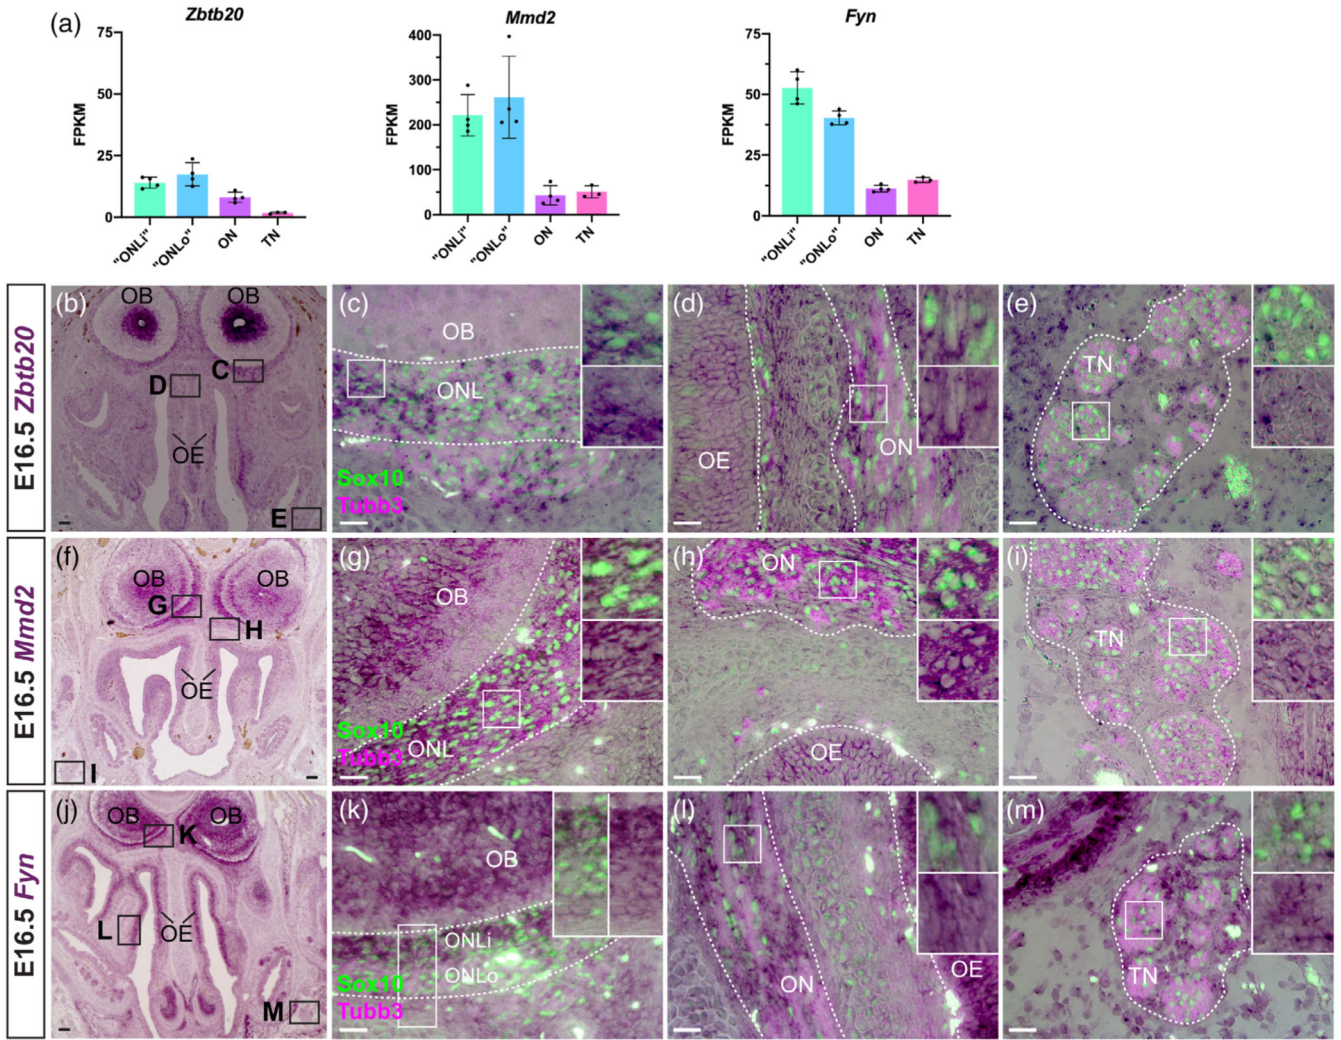 (a)
Zbtb20
Mmd2
Fyn
75
50
25
0
FPKM
"ONLi"
"ONLo"
ON
TN
400
300
200
100
0
FPKM
"ONLi"
"ONLo"
ON
TN
75
50
25
0
FPKM
"ONLi"
"ONLo"
ON
TN
E16.5 Zbtb20
(b)
OB
OB
C
D
OE
E
(c)
OB
ONL
Sox10
Tubb3
(d)
OE
ON
(e)
TN
E16.5 Mmd2
(f)
OB
OB
G
H
OE
I
(g)
OB
Sox10
ONL
Tubb3
(h)
ON
OE
(i)
TN
E16.5 Fyn
(j)
OB
OB
K
L
OE
M
(k)
OB
ONLi
ONLo
Sox10
Tubb3
(l)
ON
OE
(m)
TN